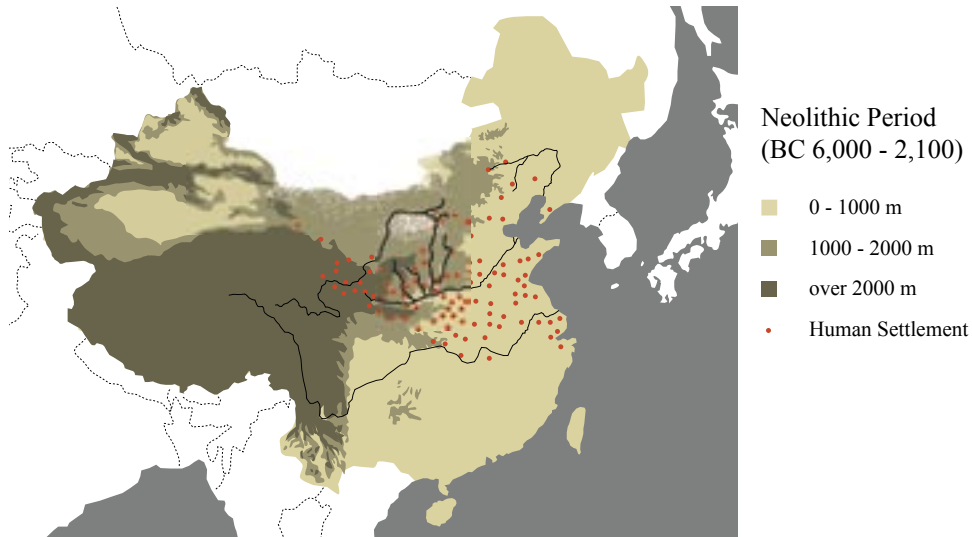 Neolithic Period
(BC 6,000 - 2,100)
0 - 1000 m
1000 - 2000 m
over 2000 m
Human Settlement